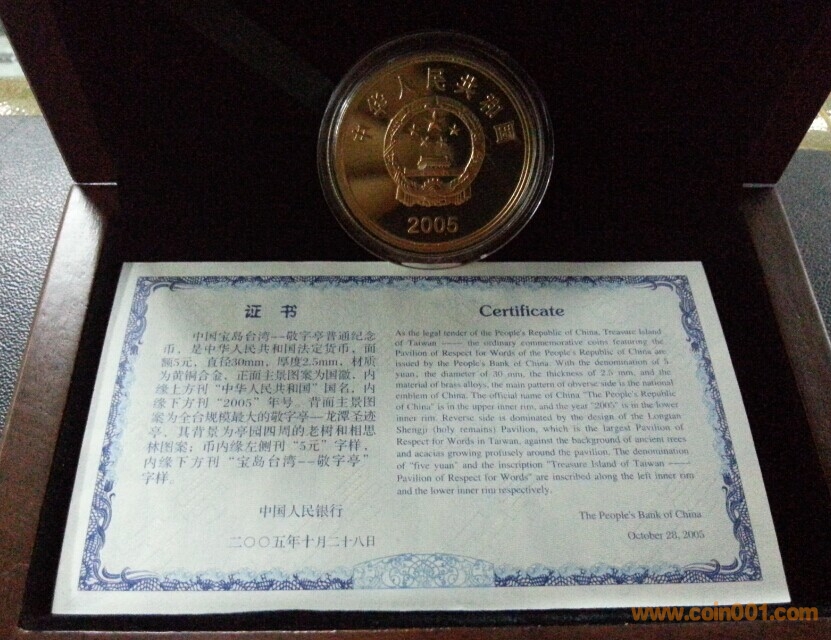 中华人民共和国
2005
证书
中国宝岛台湾--敬字亭普通纪念
币，是中华人民共和国法定货币。面
额5元，直径30mm，厚度2.5mm，材质
为黄铜合金。正面主景图案为国徽，内
缘上方刊“中华人民共和国”国名，内
缘下方刊“2005”年号。背面主景图
案为全台规模最大的敬字亭—龙潭圣迹
亭，其背景为亭园四周的老树和相思
林图案；币内缘左侧刊“5元”字样，
内缘下方刊“宝岛台湾--敬字亭”
字样。
中国人民银行
二〇〇五年十月二十八日
Certificate
As the legal tender of the People's Republic of China, Treasure Island
of Taiwan —— the ordinary commemorative coins featuring the
Pavilion of Respect for Words of the People's Republic of China are
issued by the People's Bank of China. With the denomination of 5
yuan, the diameter of 30 mm, the thickness of 2.5 mm, and the
material of brass alloys, the main pattern of obverse side is the national
emblem of China. The official name of China "The People's Republic
of China" is in the upper inner rim, and the year "2005" is in the lower
inner rim. Reverse side is dominated by the design of the Longtan
Shengji (holy remains) Pavilion, which is the largest Pavilion of
Respect for Words in Taiwan, against the background of ancient trees
and acacias growing profusely around the pavilion. The denomination
of "five yuan" and the inscription "Treasure Island of Taiwan ——
Pavilion of Respect for Words" are inscribed along the left inner rim
and the lower inner rim respectively.
The People's Bank of China
October 28, 2005
www.coin001.com